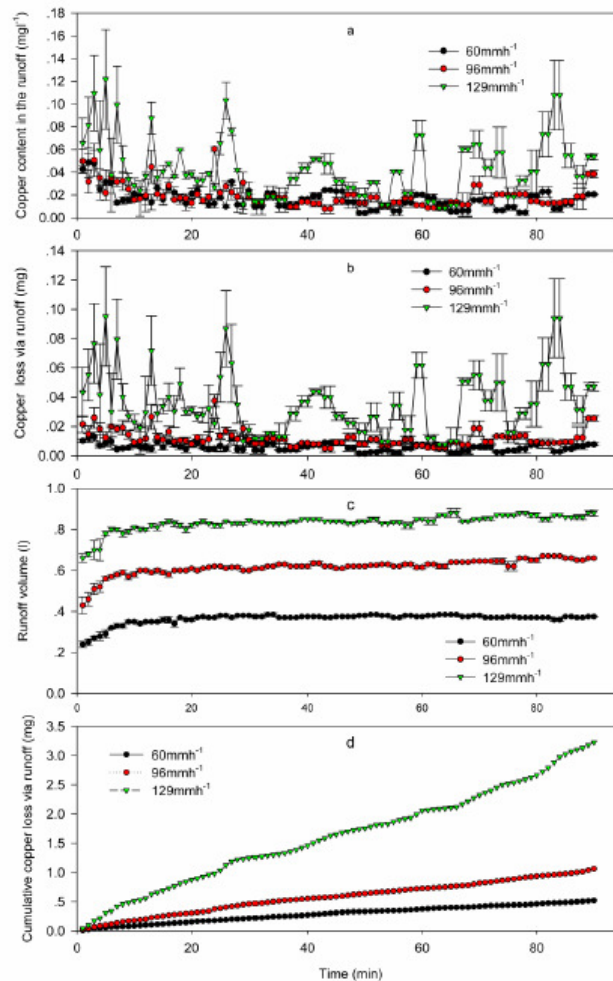 Copper content in the runoff (mgl⁻¹)
.18
.16
.14
.12
.10
.08
.06
.04
.02
0.00
a
60mmh⁻¹
96mmh⁻¹
129mmh⁻¹
0
20
40
60
80
Copper loss via runoff (mg)
.14
.12
.10
.08
.06
.04
.02
0.00
b
60mmh⁻¹
96mmh⁻¹
129mmh⁻¹
0
20
40
60
80
Runoff volume (l)
1.0
.8
.6
.4
.2
0.0
c
60mmh⁻¹
96mmh⁻¹
129mmh⁻¹
0
20
40
60
80
Cumulative copper loss via runoff (mg)
3.5
3.0
2.5
2.0
1.5
1.0
.5
0.0
d
60mmh⁻¹
96mmh⁻¹
129mmh⁻¹
0
20
40
60
80
Time (min)